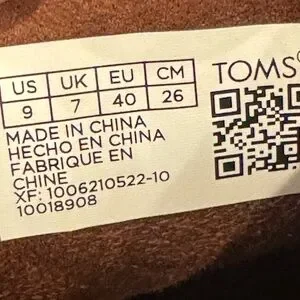 US UK EU CM
9 7 40 26
TOMS®
MADE IN CHINA
HECHO EN CHINA
FABRIQUE EN
CHINE
XF: 1006210522-10
10018908